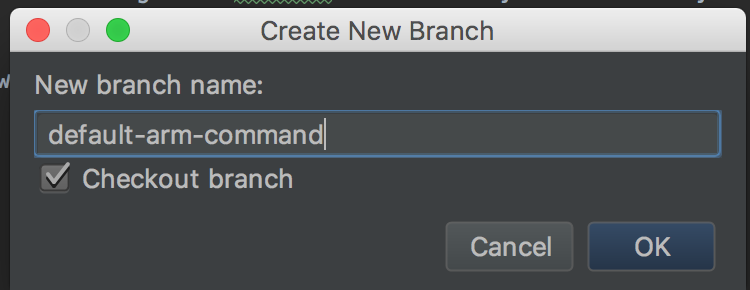 Create New Branch
New branch name:
default-arm-command
Checkout branch
Cancel OK